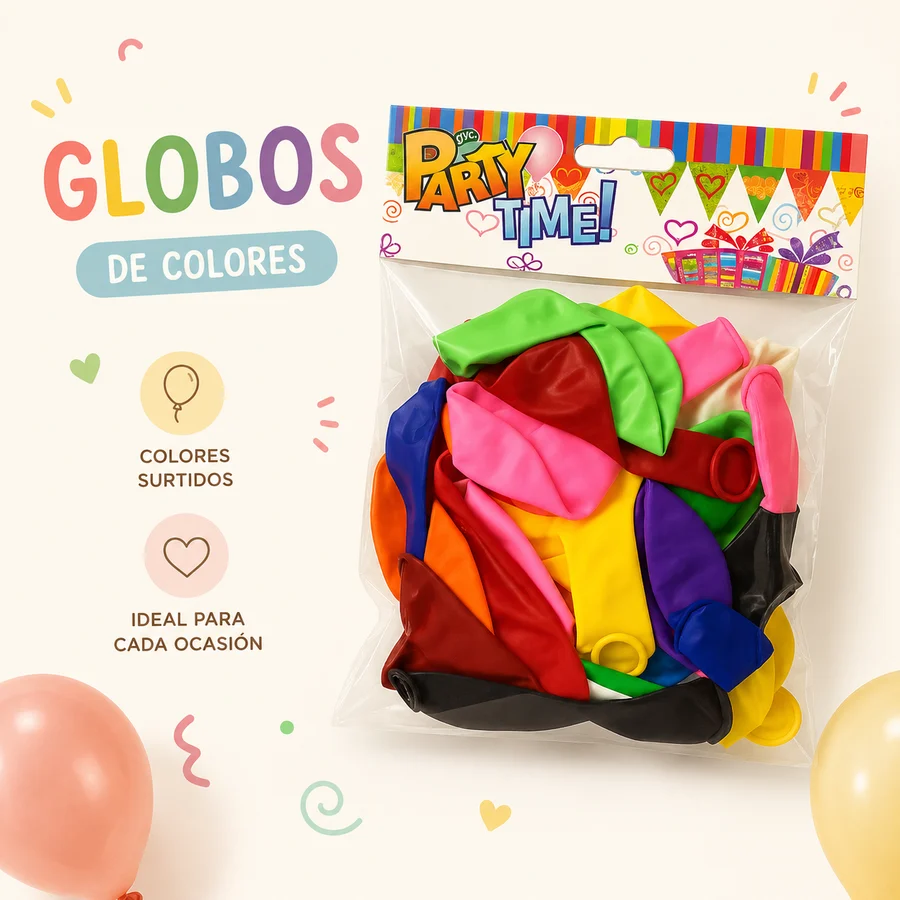 GLOBOS
DE COLORES
COLORES
SURTIDOS
IDEAL PARA
CADA OCASIÓN
gyc.
PARTY
TIME!